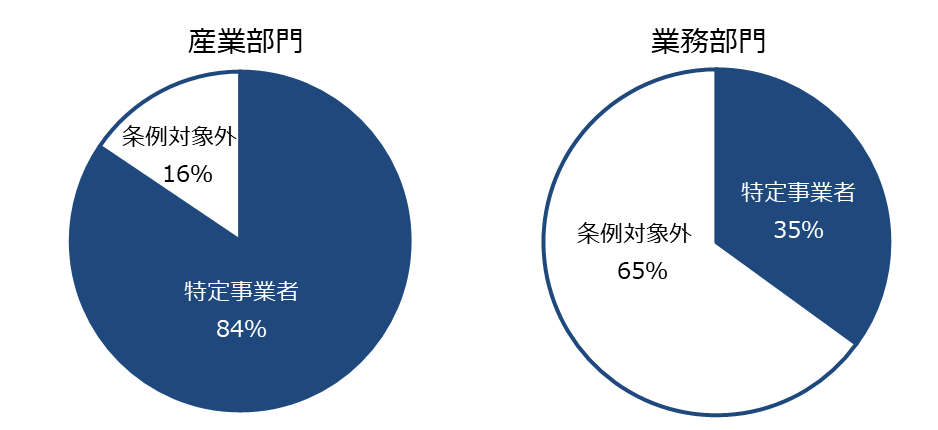 産業部門
条例対象外
16%
特定事業者
84%
業務部門
特定事業者
35%
条例対象外
65%